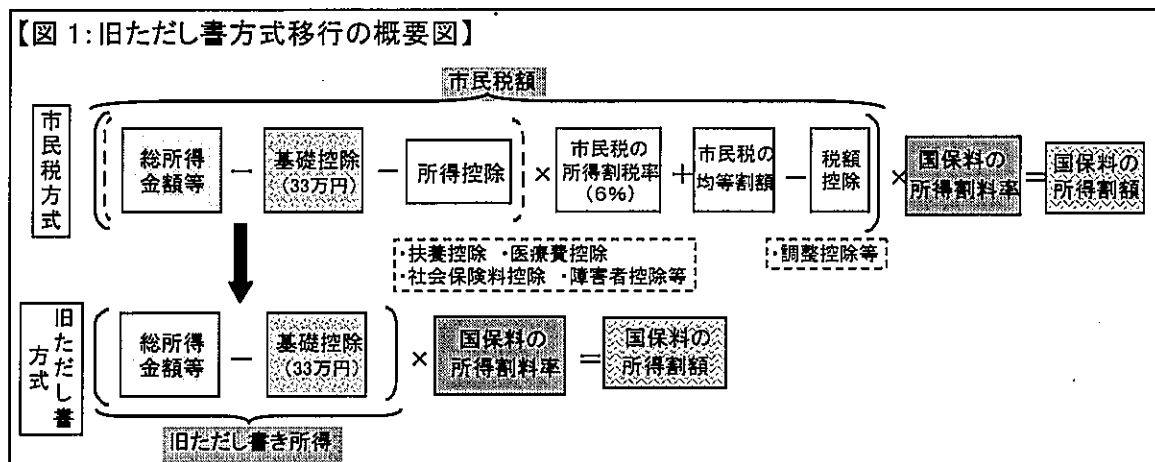 【図1:旧ただし書方式移行の概要図】
市民税額
市民税方式
総所得
金額等
－
基礎控除
(33万円)
－
所得控除
×
市民税の
所得割税率
(6%)
＋
市民税の
均等割額
－
税額
控除
×
国保料の
所得割料率
＝
国保料の
所得割額
・扶養控除 ・医療費控除
・社会保険料控除 ・障害者控除等
・調整控除等
旧ただし書
方式
総所得
金額等
－
基礎控除
(33万円)
×
国保料の
所得割料率
＝
国保料の
所得割額
旧ただし書き所得